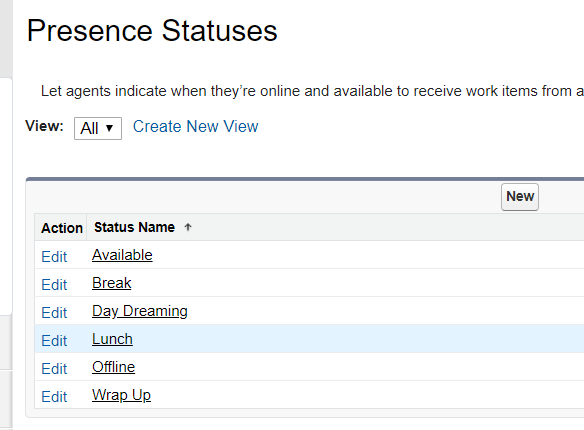 Presence Statuses
Let agents indicate when they're online and available to receive work items from a
View: All ▼ Create New View
New
Action Status Name ↑
Edit Available
Edit Break
Edit Day Dreaming
Edit Lunch
Edit Offline
Edit Wrap Up